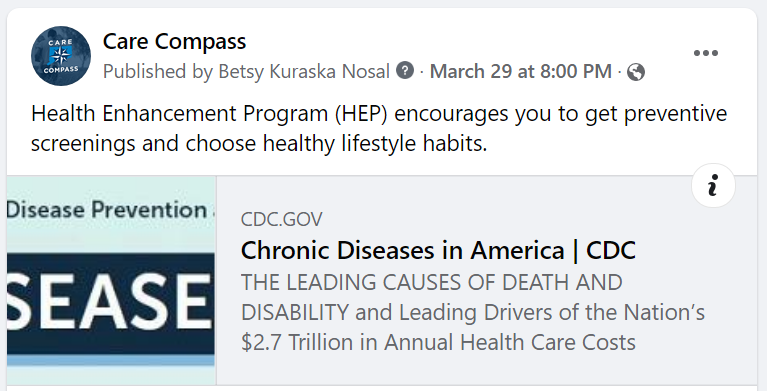 CARE
COMPASS
Care Compass
Published by Betsy Kuraska Nosal ? · March 29 at 8:00 PM ·
Health Enhancement Program (HEP) encourages you to get preventive
screenings and choose healthy lifestyle habits.
Disease Prevention
SEASE
i
CDC.GOV
Chronic Diseases in America | CDC
THE LEADING CAUSES OF DEATH AND
DISABILITY and Leading Drivers of the Nation’s
$2.7 Trillion in Annual Health Care Costs